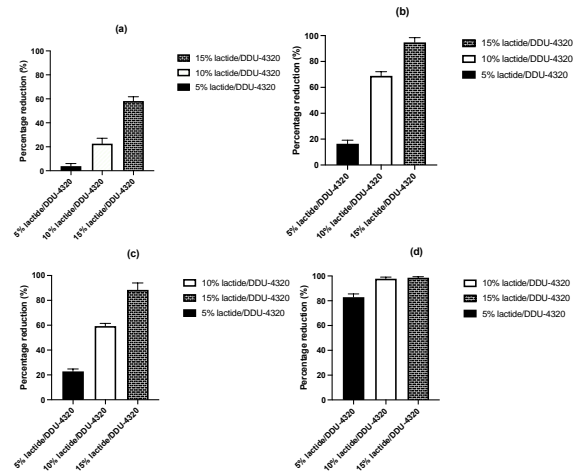 (a)
Percentage reduction (%)
100
80
60
40
20
0
5% lactide/DDU-4320
10% lactide/DDU-4320
15% lactide/DDU-4320
15% lactide/DDU-4320
10% lactide/DDU-4320
5% lactide/DDU-4320
(b)
Percentage reduction (%)
100
80
60
40
20
0
5% lactide/DDU-4320
10% lactide/DDU-4320
15% lactide/DDU-4320
15% lactide/DDU-4320
10% lactide/DDU-4320
5% lactide/DDU-4320
(c)
Percentage reduction (%)
100
80
60
40
20
0
5% lactide/DDU-4320
10% lactide/DDU-4320
15% lactide/DDU-4320
10% lactide/DDU-4320
15% lactide/DDU-4320
5% lactide/DDU-4320
(d)
Percentage reduction (%)
100
80
60
40
20
0
5% lactide/DDU-4320
10% lactide/DDU-4320
15% lactide/DDU-4320
10% lactide/DDU-4320
15% lactide/DDU-4320
5% lactide/DDU-4320